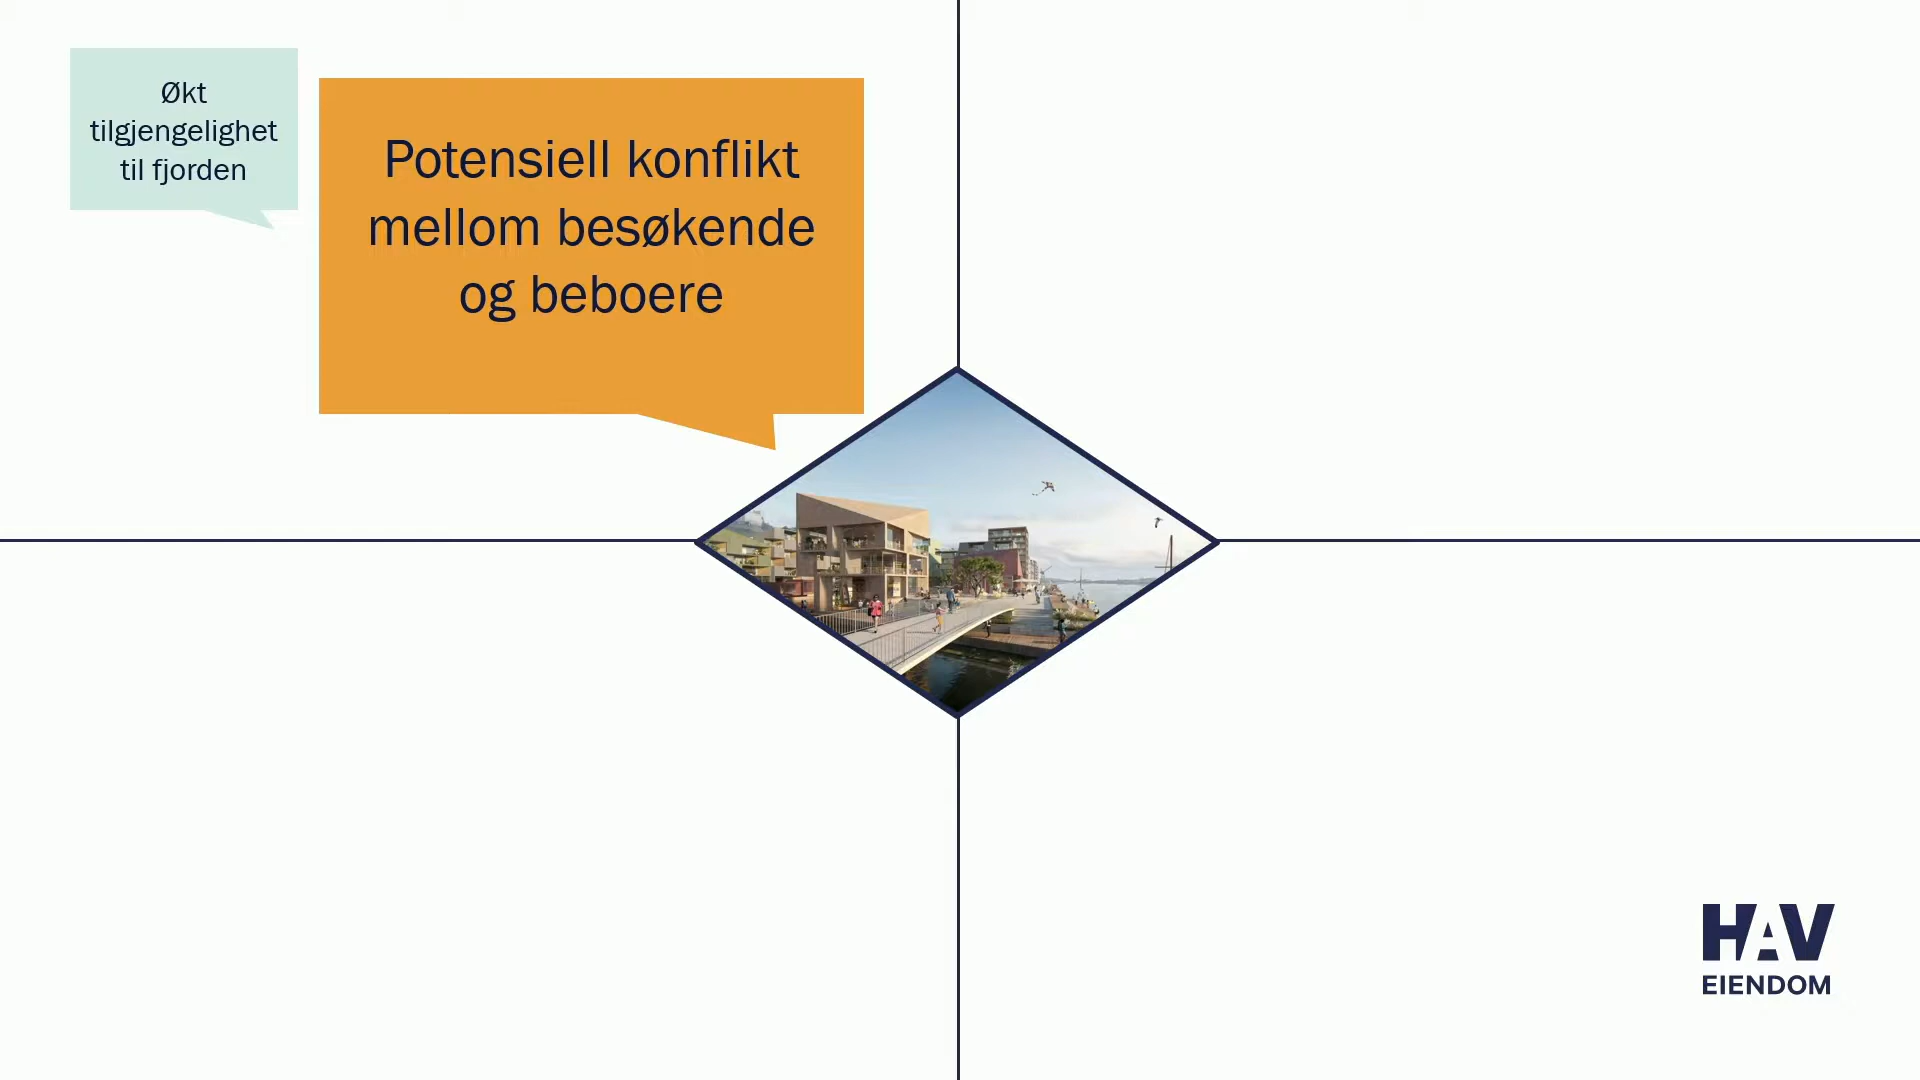 Økt
tilgjengelighet
til fjorden
Potensiell konflikt
mellom besøkende
og beboere
HAV
EIENDOM